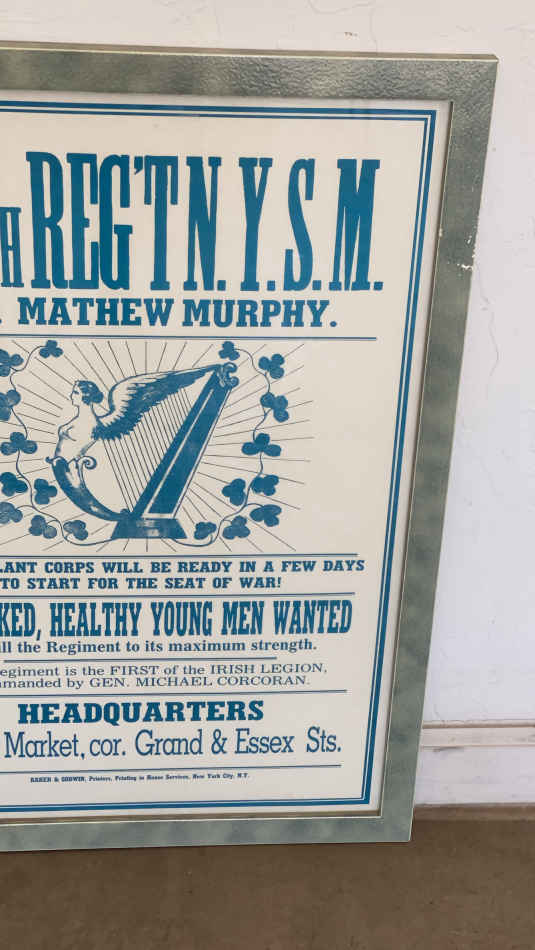 REG'T N.Y.S.M.
MATHEW MURPHY.
LANT CORPS WILL BE READY IN A FEW DAYS
TO START FOR THE SEAT OF WAR!
KED, HEALTHY YOUNG MEN WANTED
ill the Regiment to its maximum strength.
egiment is the FIRST of the IRISH LEGION,
mmanded by GEN. MICHAEL CORCORAN.
HEADQUARTERS
Market, cor. Grand & Essex Sts.
BAKER & GODWIN, Printers, Printing in House Services, New York City, N.Y.